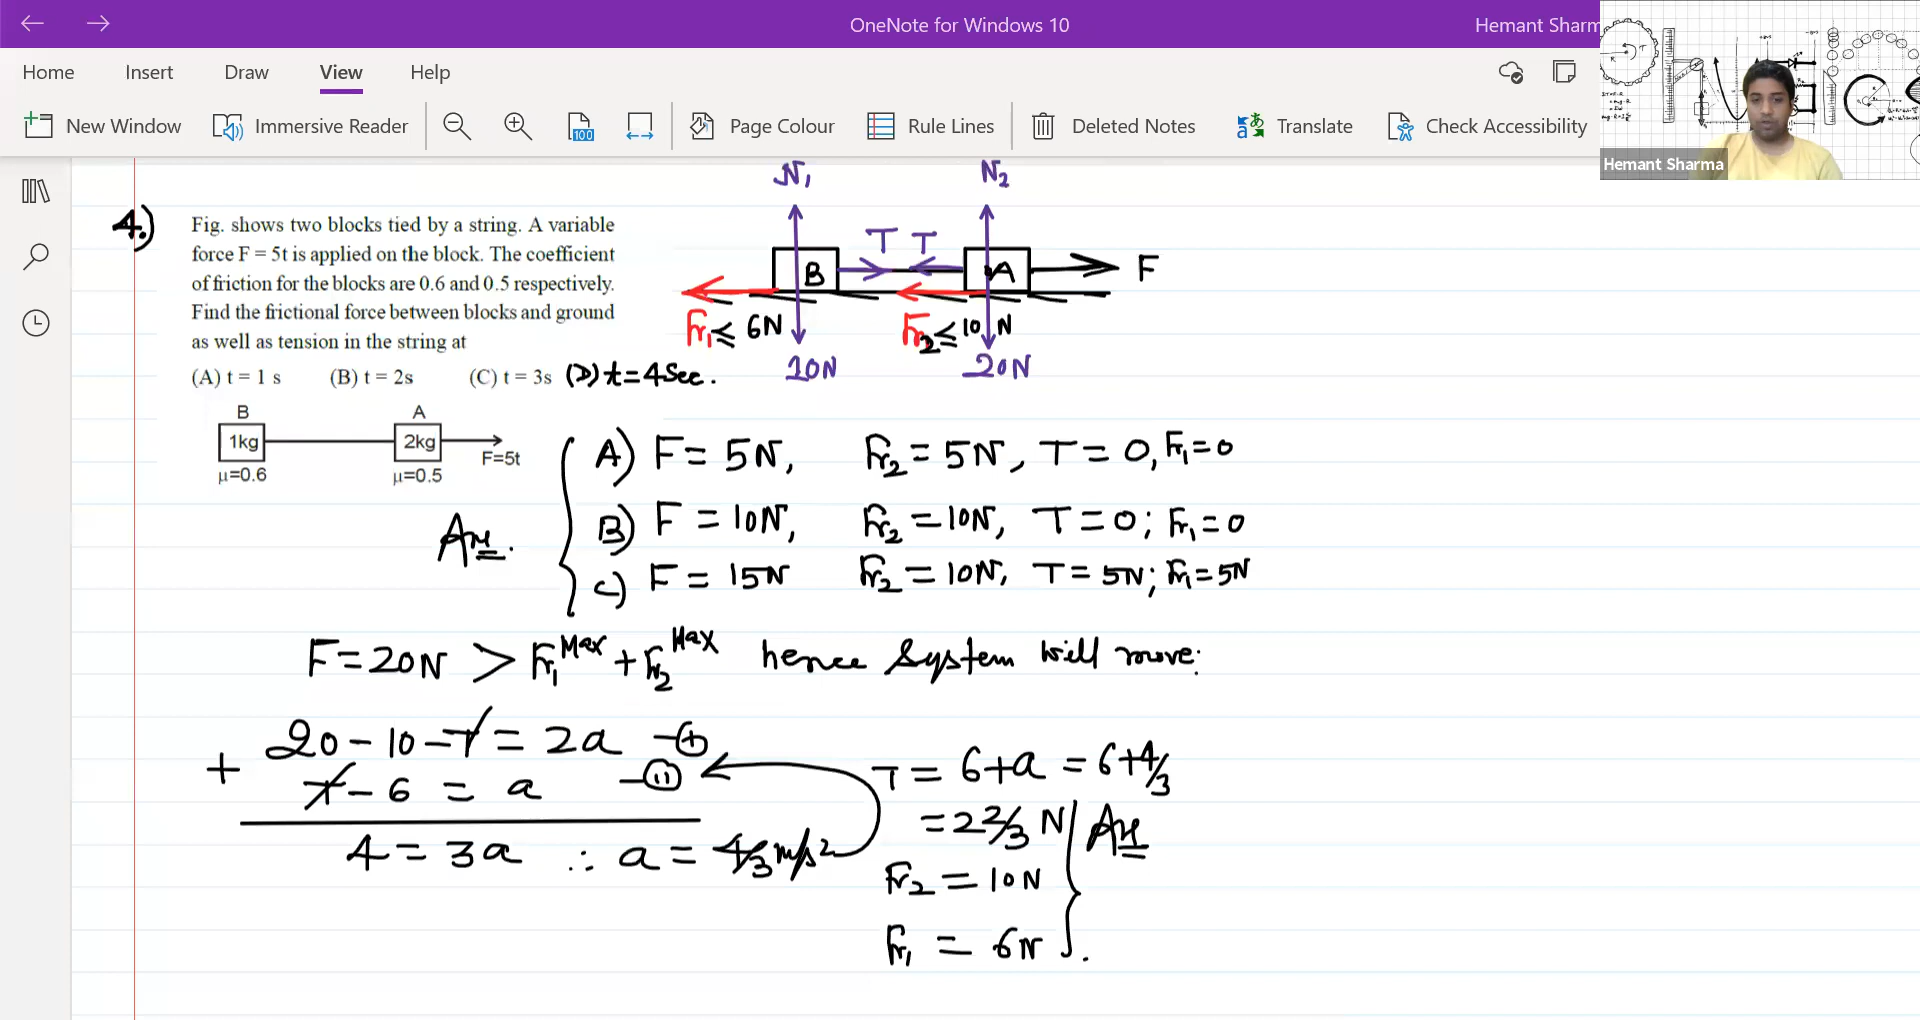 OneNote for Windows 10
Hemant Sharm
Home Insert Draw View Help
New Window Immersive Reader 100 Page Colour Rule Lines Deleted Notes Translate Check Accessibility
Hemant Sharma
4.)
Fig. shows two blocks tied by a string. A variable
force F = 5t is applied on the block. The coefficient
of friction for the blocks are 0.6 and 0.5 respectively.
Find the frictional force between blocks and ground
as well as tension in the string at
(A) t = 1 s (B) t = 2s (C) t = 3s (D) t=4 Sec.
B A
1kg 2kg
F=5t
μ=0.6 μ=0.5
N₁ N₂
T T
B A F
Fr₁ ≤ 6N Fr₂ ≤ 10 N
10N 20N
Ans.
A) F = 5N, Fr₂ = 5N, T = 0, Fr₁ = 0
B) F = 10N, Fr₂ = 10N, T = 0; Fr₁ = 0
C) F = 15N Fr₂ = 10N, T = 5N; Fr₁ = 5N
F = 20N > Fr₁ᴹᵃˣ + Fr₂ᴹᵃˣ hence System will move:
20 - 10 - T = 2a - (i)
+ T - 6 = a - (ii)
4 = 3a ∴ a = 4/3 m/s²
T = 6+a = 6+4/3
= 22/3 N
Fr₂ = 10N
Fr₁ = 6N.
Ans